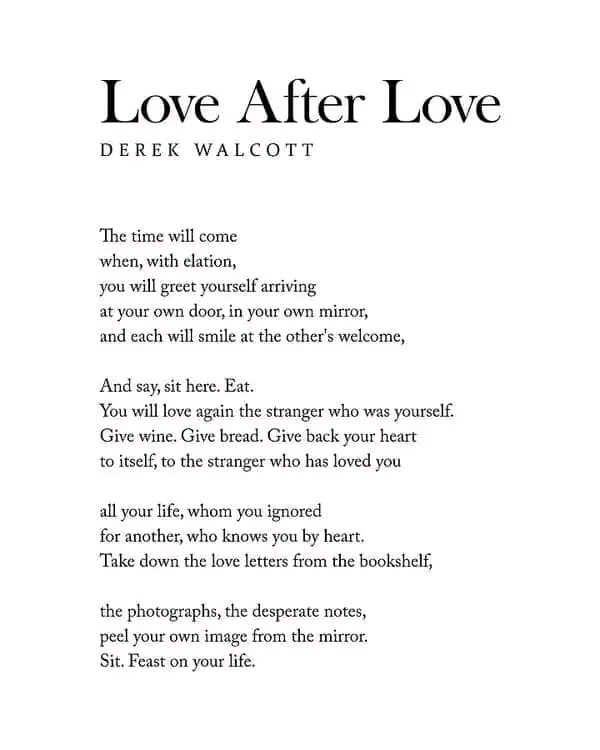 Love After Love
DEREK WALCOTT
The time will come
when, with elation,
you will greet yourself arriving
at your own door, in your own mirror,
and each will smile at the other's welcome,
And say, sit here. Eat.
You will love again the stranger who was yourself.
Give wine. Give bread. Give back your heart
to itself, to the stranger who has loved you
all your life, whom you ignored
for another, who knows you by heart.
Take down the love letters from the bookshelf,
the photographs, the desperate notes,
peel your own image from the mirror.
Sit. Feast on your life.